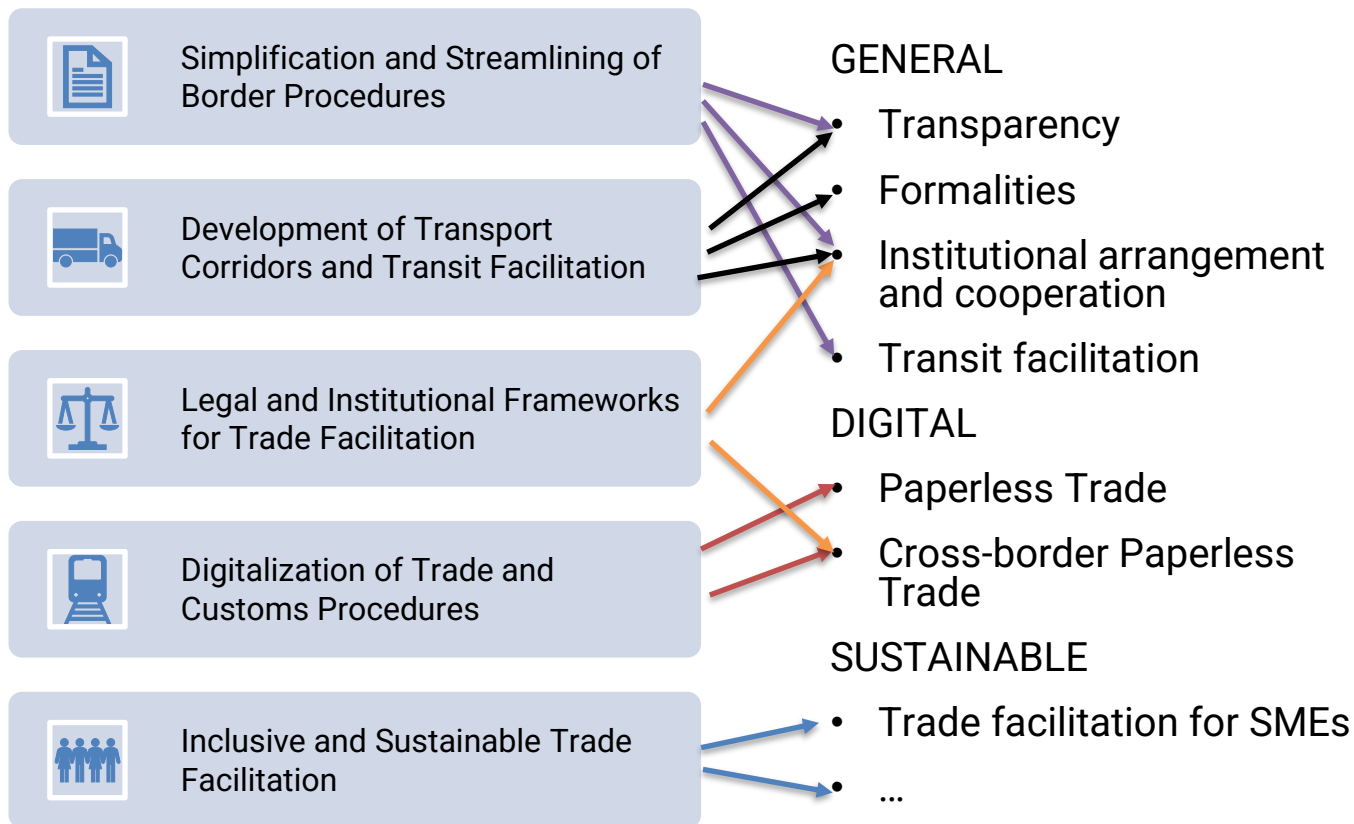 Simplification and Streamlining of
Border Procedures
Development of Transport
Corridors and Transit Facilitation
Legal and Institutional Frameworks
for Trade Facilitation
Digitalization of Trade and
Customs Procedures
Inclusive and Sustainable Trade
Facilitation
GENERAL
• Transparency
• Formalities
• Institutional arrangement
and cooperation
• Transit facilitation
DIGITAL
• Paperless Trade
• Cross-border Paperless
Trade
SUSTAINABLE
• Trade facilitation for SMEs
• ...